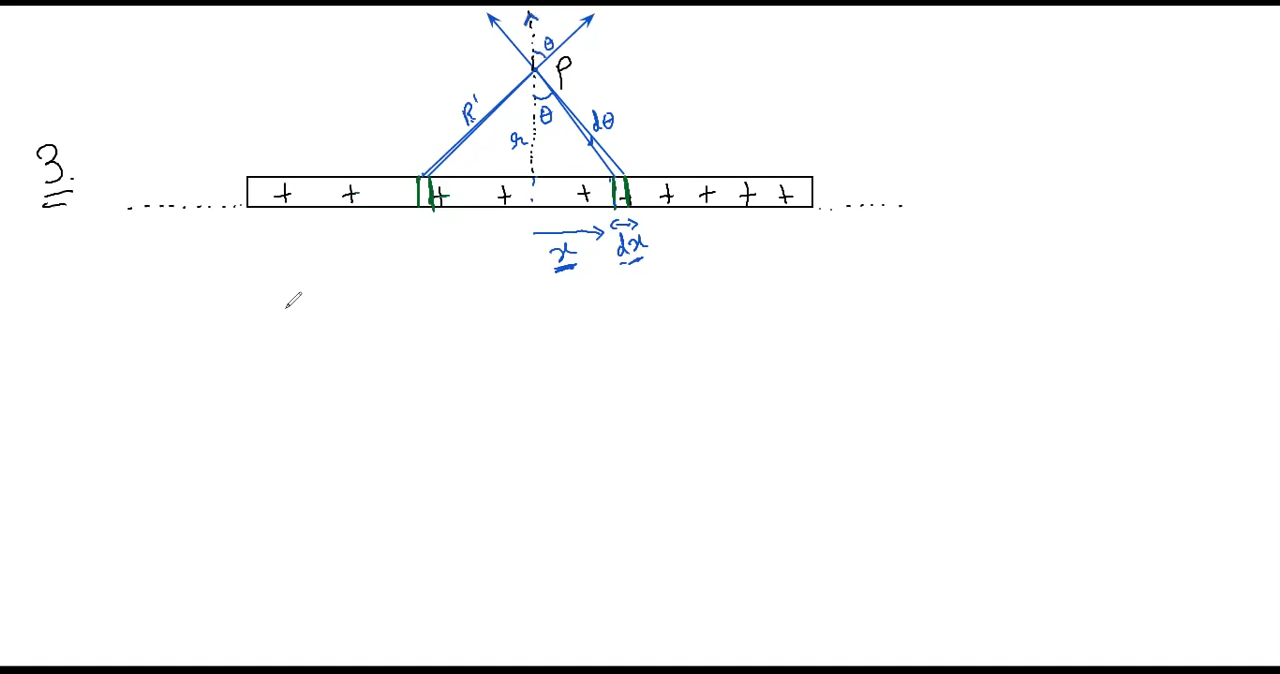 θ
P
R'
θ
dθ
r
3.
+ + + + + + + + +
x
dx